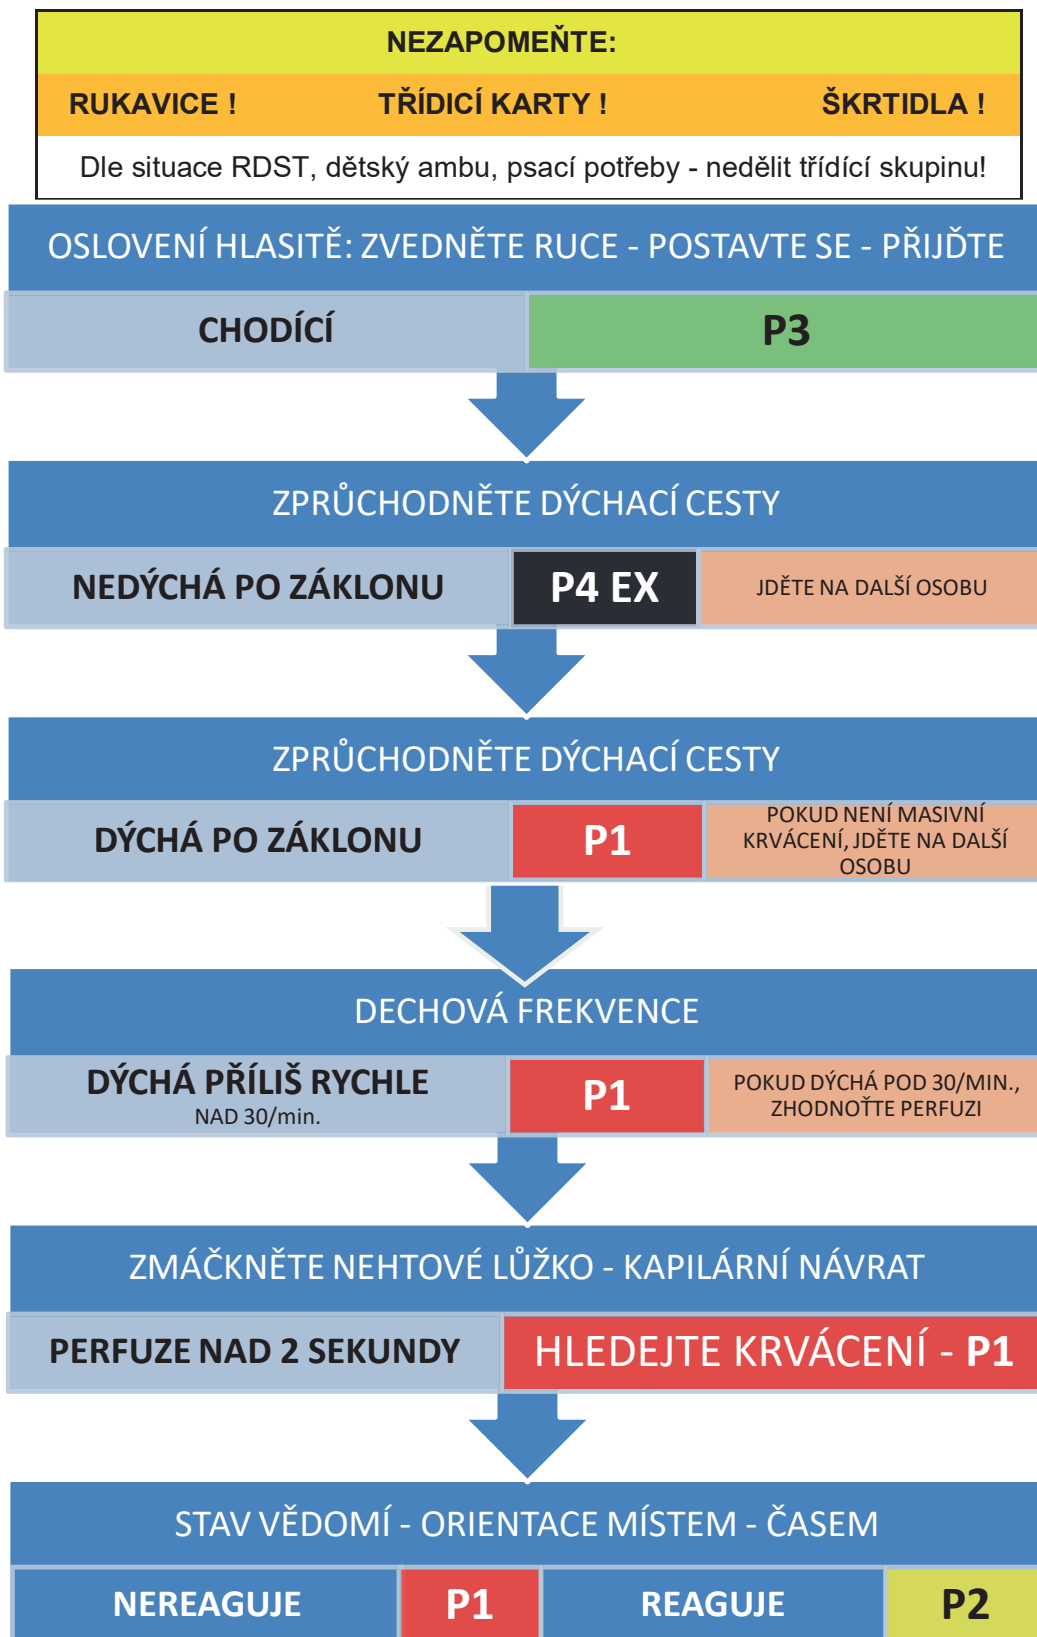 NEZAPOMEŇTE:
RUKAVICE ! TŘÍDICÍ KARTY ! ŠKRTIDLA !
Dle situace RDST, dětský ambu, psací potřeby - nedělit třídící skupinu!
OSLOVENÍ HLASITĚ: ZVEDNĚTE RUCE - POSTAVTE SE - PŘIJĎTE
CHODÍCÍ P3
ZPRŮCHODNĚTE DÝCHACÍ CESTY
NEDÝCHÁ PO ZÁKLONU P4 EX JDĚTE NA DALŠÍ OSOBU
ZPRŮCHODNĚTE DÝCHACÍ CESTY
DÝCHÁ PO ZÁKLONU P1
POKUD NENÍ MASIVNÍ
KRVÁCENÍ, JDĚTE NA DALŠÍ
OSOBU
DECHOVÁ FREKVENCE
DÝCHÁ PŘÍLIŠ RYCHLE
NAD 30/min.
P1
POKUD DÝCHÁ POD 30/MIN.,
ZHODNOŤTE PERFUZI
ZMÁČKNĚTE NEHTOVÉ LŮŽKO - KAPILÁRNÍ NÁVRAT
PERFUZE NAD 2 SEKUNDY HLEDEJTE KRVÁCENÍ - P1
STAV VĚDOMÍ - ORIENTACE MÍSTEM - ČASEM
NEREAGUJE P1 REAGUJE P2